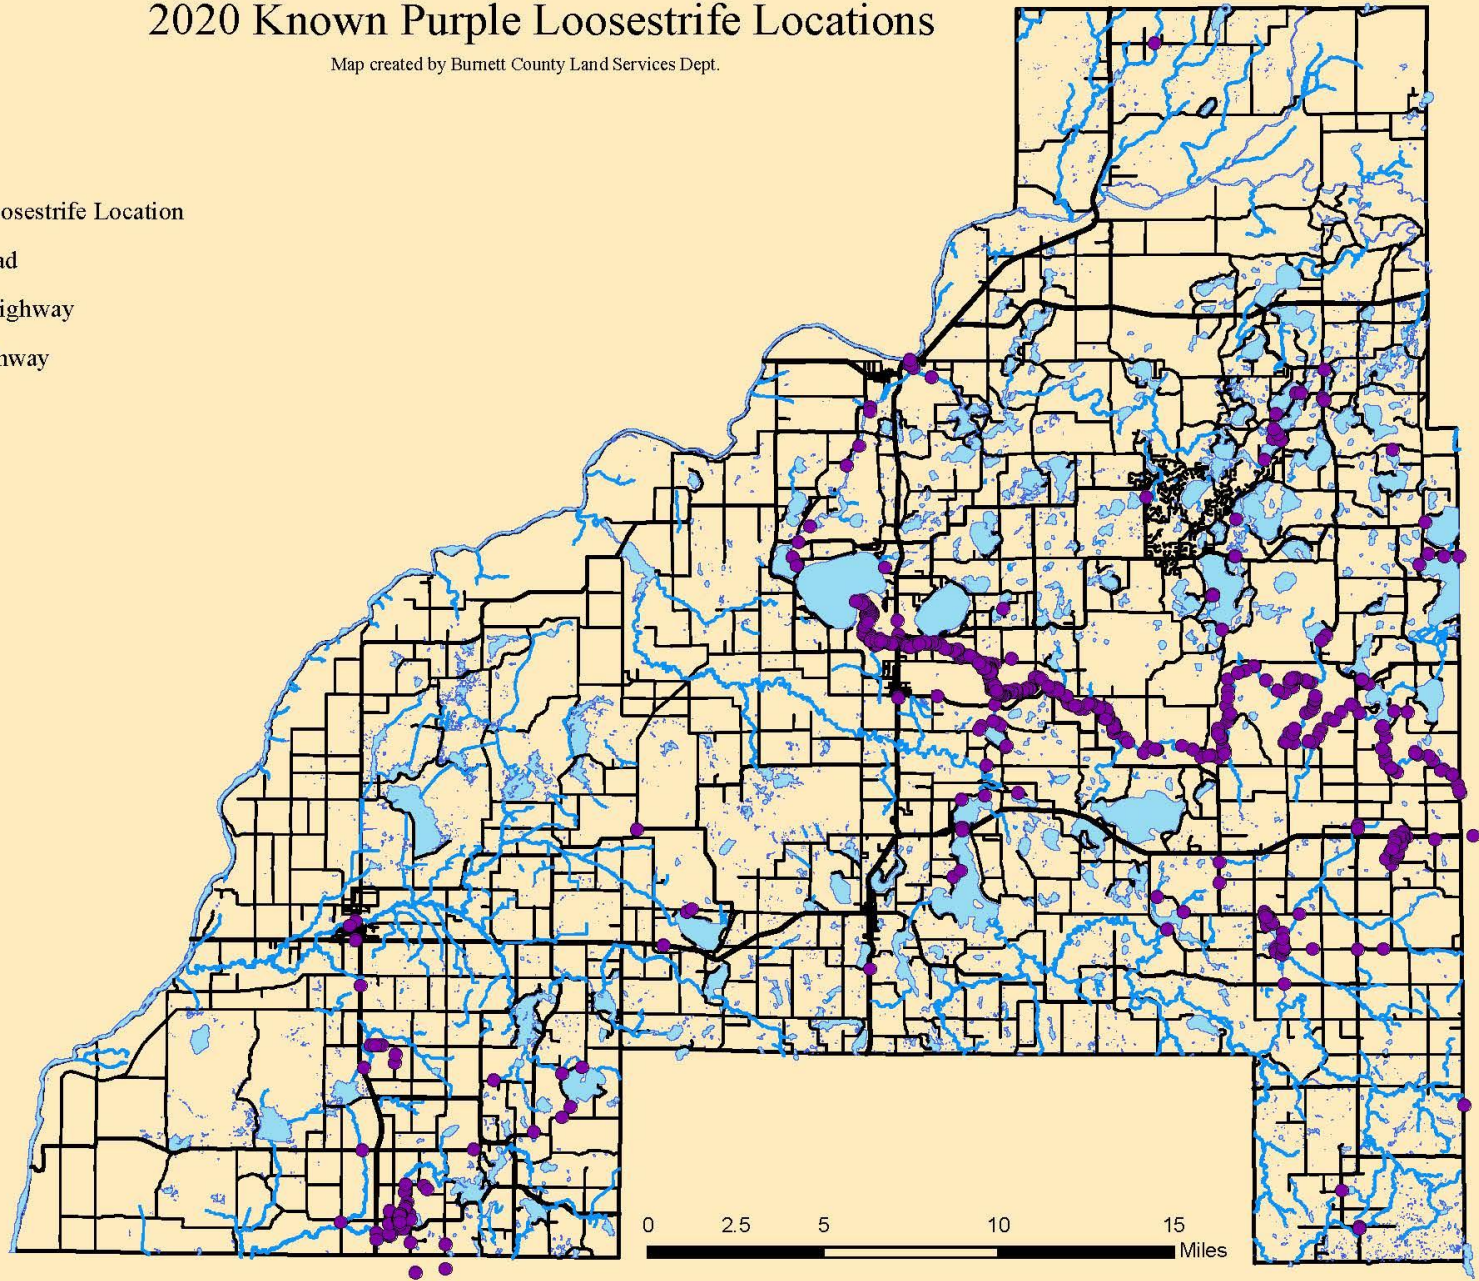 2020 Known Purple Loosestrife Locations
Map created by Burnett County Land Services Dept.
osestrife Location
ad
ighway
hway
0 2.5 5 10 15
Miles